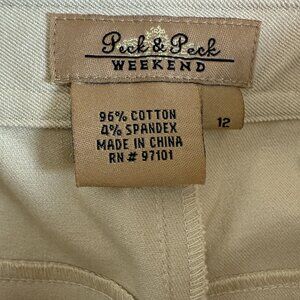 Peck & Peck
WEEKEND
96% COTTON
4% SPANDEX
MADE IN CHINA
RN # 97101
12